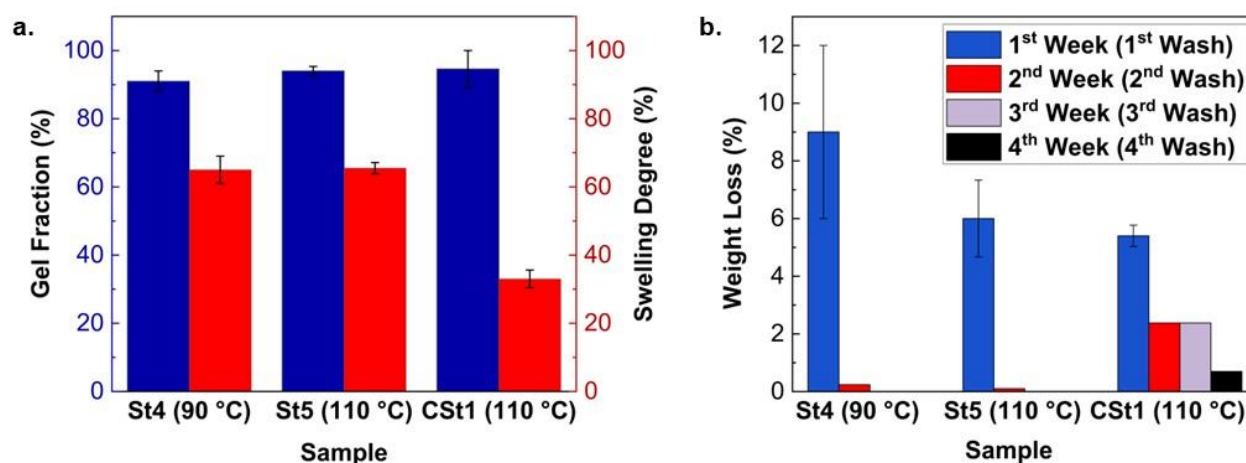 a.
Gel Fraction (%)
100
80
60
40
20
0
100
80
60
40
20
0
Swelling Degree (%)
St4 (90 °C) St5 (110 °C) CSt1 (110 °C)
Sample
b.
Weight Loss (%)
12
10
8
6
4
2
0
1st Week (1st Wash)
2nd Week (2nd Wash)
3rd Week (3rd Wash)
4th Week (4th Wash)
St4 (90 °C) St5 (110 °C) CSt1 (110 °C)
Sample